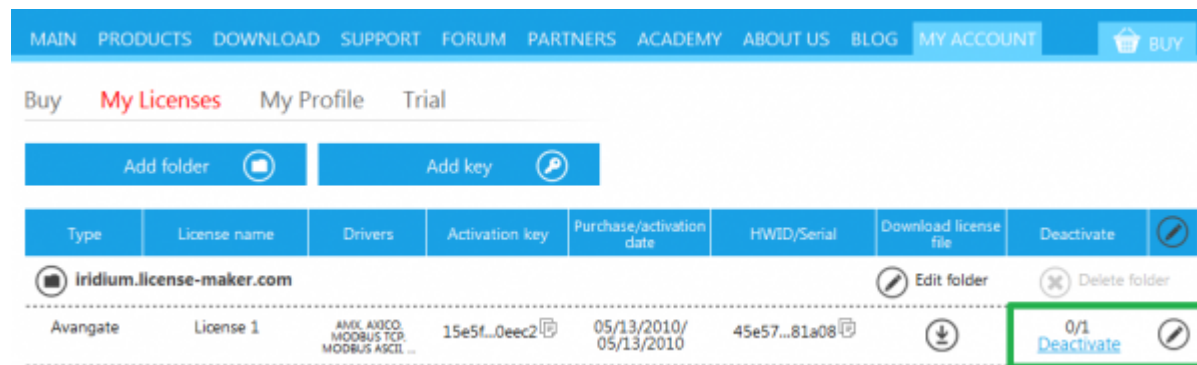 MAIN PRODUCTS DOWNLOAD SUPPORT FORUM PARTNERS ACADEMY ABOUT US BLOG MY ACCOUNT BUY
Buy My Licenses My Profile Trial
Add folder Add key
Type License name Drivers Activation key Purchase/activation date HWID/Serial Download license file Deactivate
iridium.license-maker.com Edit folder Delete folder
Avangate License 1 AMX, AXICO, MODBUS TCP, MODBUS ASCII, ... 15e5f...0eec2 05/13/2010/ 05/13/2010 45e57...81a08 0/1 Deactivate